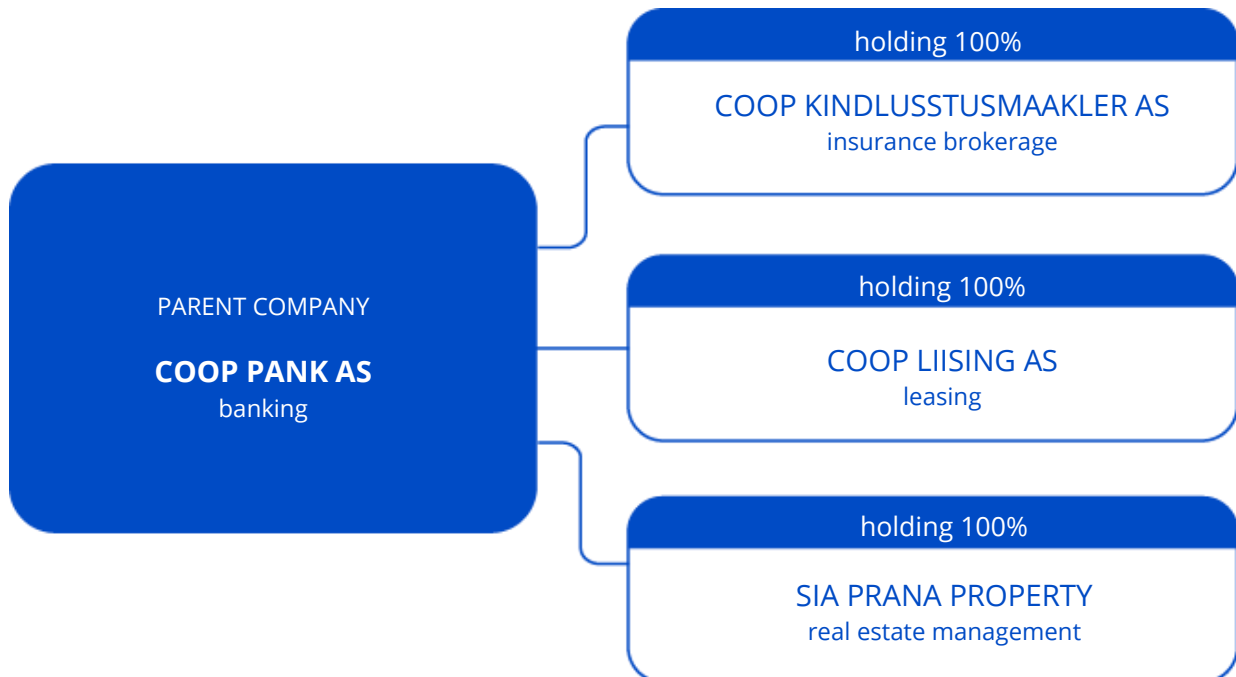 PARENT COMPANY
COOP PANK AS
banking
holding 100%
COOP KINDLUSSTUSMAAKLER AS
insurance brokerage
holding 100%
COOP LIISING AS
leasing
holding 100%
SIA PRANA PROPERTY
real estate management